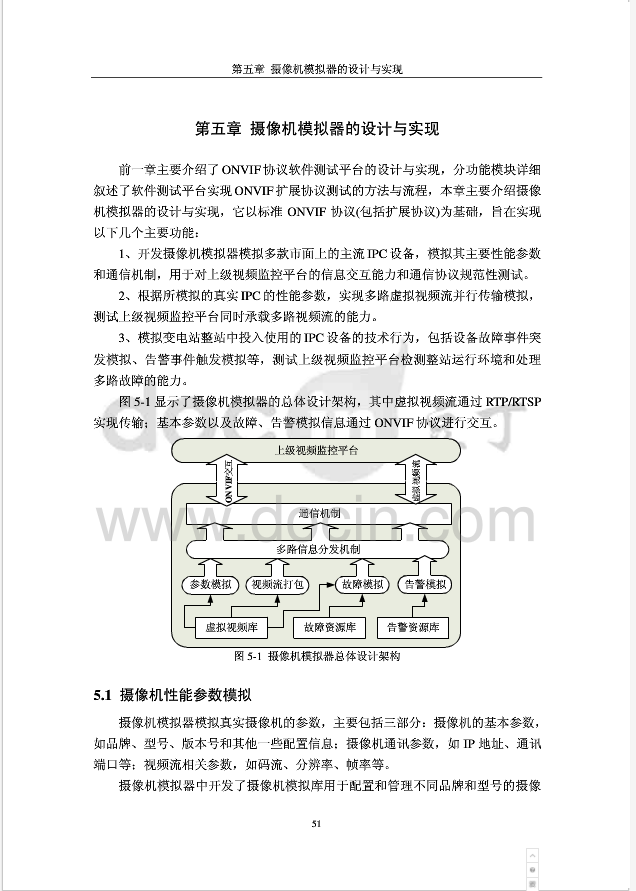 第五章 摄像机模拟器的设计与实现
第五章 摄像机模拟器的设计与实现
前一章主要介绍了ONVIF协议软件测试平台的设计与实现，分功能模块详细
叙述了软件测试平台实现ONVIF扩展协议测试的方法与流程，本章主要介绍摄像
机模拟器的设计与实现，它以标准 ONVIF 协议(包括扩展协议)为基础，旨在实现
以下几个主要功能：
1、开发摄像机模拟器模拟多款市面上的主流IPC设备，模拟其主要性能参数
和通信机制，用于对上级视频监控平台的信息交互能力和通信协议规范性测试。
2、根据所模拟的真实IPC的性能参数，实现多路虚拟视频流并行传输模拟，
测试上级视频监控平台同时承载多路视频流的能力。
3、模拟变电站整站中投入使用的IPC设备的技术行为，包括设备故障事件突
发模拟、告警事件触发模拟等，测试上级视频监控平台检测整站运行环境和处理
多路故障的能力。
图5-1显示了摄像机模拟器的总体设计架构，其中虚拟视频流通过RTP/RTSP
实现传输；基本参数以及故障、告警模拟信息通过ONVIF协议进行交互。
docin 豆丁
www.docin.com
上级视频监控平台
ONVIF交互
虚拟视频流
通信机制
多路信息分发机制
参数模拟 视频流打包 故障模拟 告警模拟
虚拟视频库 故障资源库 告警资源库
图 5-1 摄像机模拟器总体设计架构
5.1 摄像机性能参数模拟
摄像机模拟器模拟真实摄像机的参数，主要包括三部分：摄像机的基本参数，
如品牌、型号、版本号和其他一些配置信息；摄像机通讯参数，如 IP 地址、通讯
端口等；视频流相关参数，如码流、分辨率、帧率等。
摄像机模拟器中开发了摄像机模拟库用于配置和管理不同品牌和型号的摄像
51